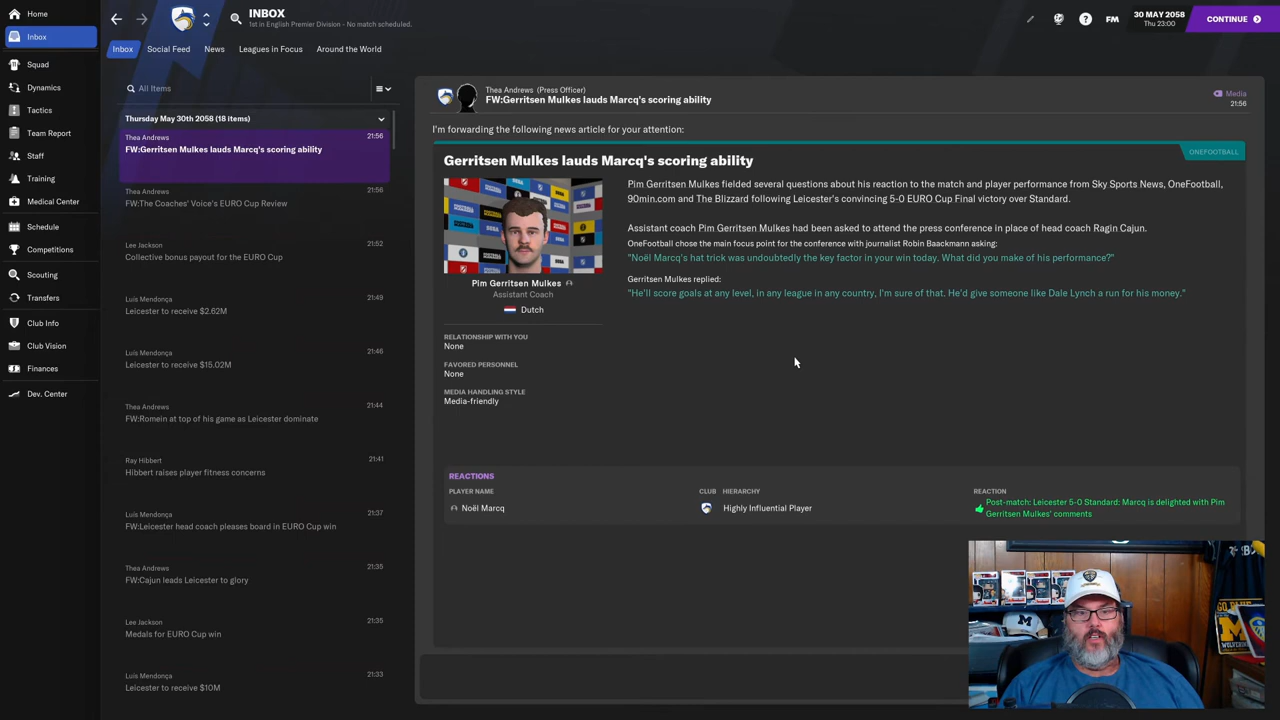 Home
Inbox
Squad
Dynamics
Tactics
Team Report
Staff
Training
Medical Center
Schedule
Competitions
Scouting
Transfers
Club Info
Club Vision
Finances
Dev. Center
INBOX
1st in English Premier Division - No match scheduled.
FM
30 MAY 2058
Thu 23:00
CONTINUE
Inbox
Social Feed
News
Leagues in Focus
Around the World
All Items
Thursday May 30th 2058 (18 items)
Thea Andrews
21:56
FW:Gerritsen Mulkes lauds Marcq's scoring ability
Thea Andrews
21:56
FW:The Coaches' Voice's EURO Cup Review
Lee Jackson
21:52
Collective bonus payout for the EURO Cup
Luís Mendonça
21:49
Leicester to receive $2.62M
Luís Mendonça
21:46
Leicester to receive $15.02M
Thea Andrews
21:44
FW:Romein at top of his game as Leicester dominate
Ray Hibbert
21:41
Hibbert raises player fitness concerns
Luís Mendonça
21:37
FW:Leicester head coach pleases board in EURO Cup win
Thea Andrews
21:35
FW:Cajun leads Leicester to glory
Lee Jackson
21:35
Medals for EURO Cup win
Luís Mendonça
21:33
Leicester to receive $10M
Thea Andrews (Press Officer)
FW:Gerritsen Mulkes lauds Marcq's scoring ability
Media
21:56
I'm forwarding the following news article for your attention:
Gerritsen Mulkes lauds Marcq's scoring ability
ONEFOOTBALL
Pim Gerritsen Mulkes
Assistant Coach
Dutch
RELATIONSHIP WITH YOU
None
FAVORED PERSONNEL
None
MEDIA HANDLING STYLE
Media-friendly
Pim Gerritsen Mulkes fielded several questions about his reaction to the match and player performance from Sky Sports News, OneFootball,
90min.com and The Blizzard following Leicester's convincing 5-0 EURO Cup Final victory over Standard.
Assistant coach Pim Gerritsen Mulkes had been asked to attend the press conference in place of head coach Ragin Cajun.
OneFootball chose the main focus point for the conference with journalist Robin Baackmann asking:
"Noël Marcq's hat trick was undoubtedly the key factor in your win today. What did you make of his performance?"
Gerritsen Mulkes replied:
"He'll score goals at any level, in any league in any country, I'm sure of that. He'd give someone like Dale Lynch a run for his money."
REACTIONS
PLAYER NAME
CLUB
HIERARCHY
REACTION
Noël Marcq
Highly Influential Player
Post-match: Leicester 5-0 Standard: Marcq is delighted with Pim
Gerritsen Mulkes' comments
M
GO BLUE
M